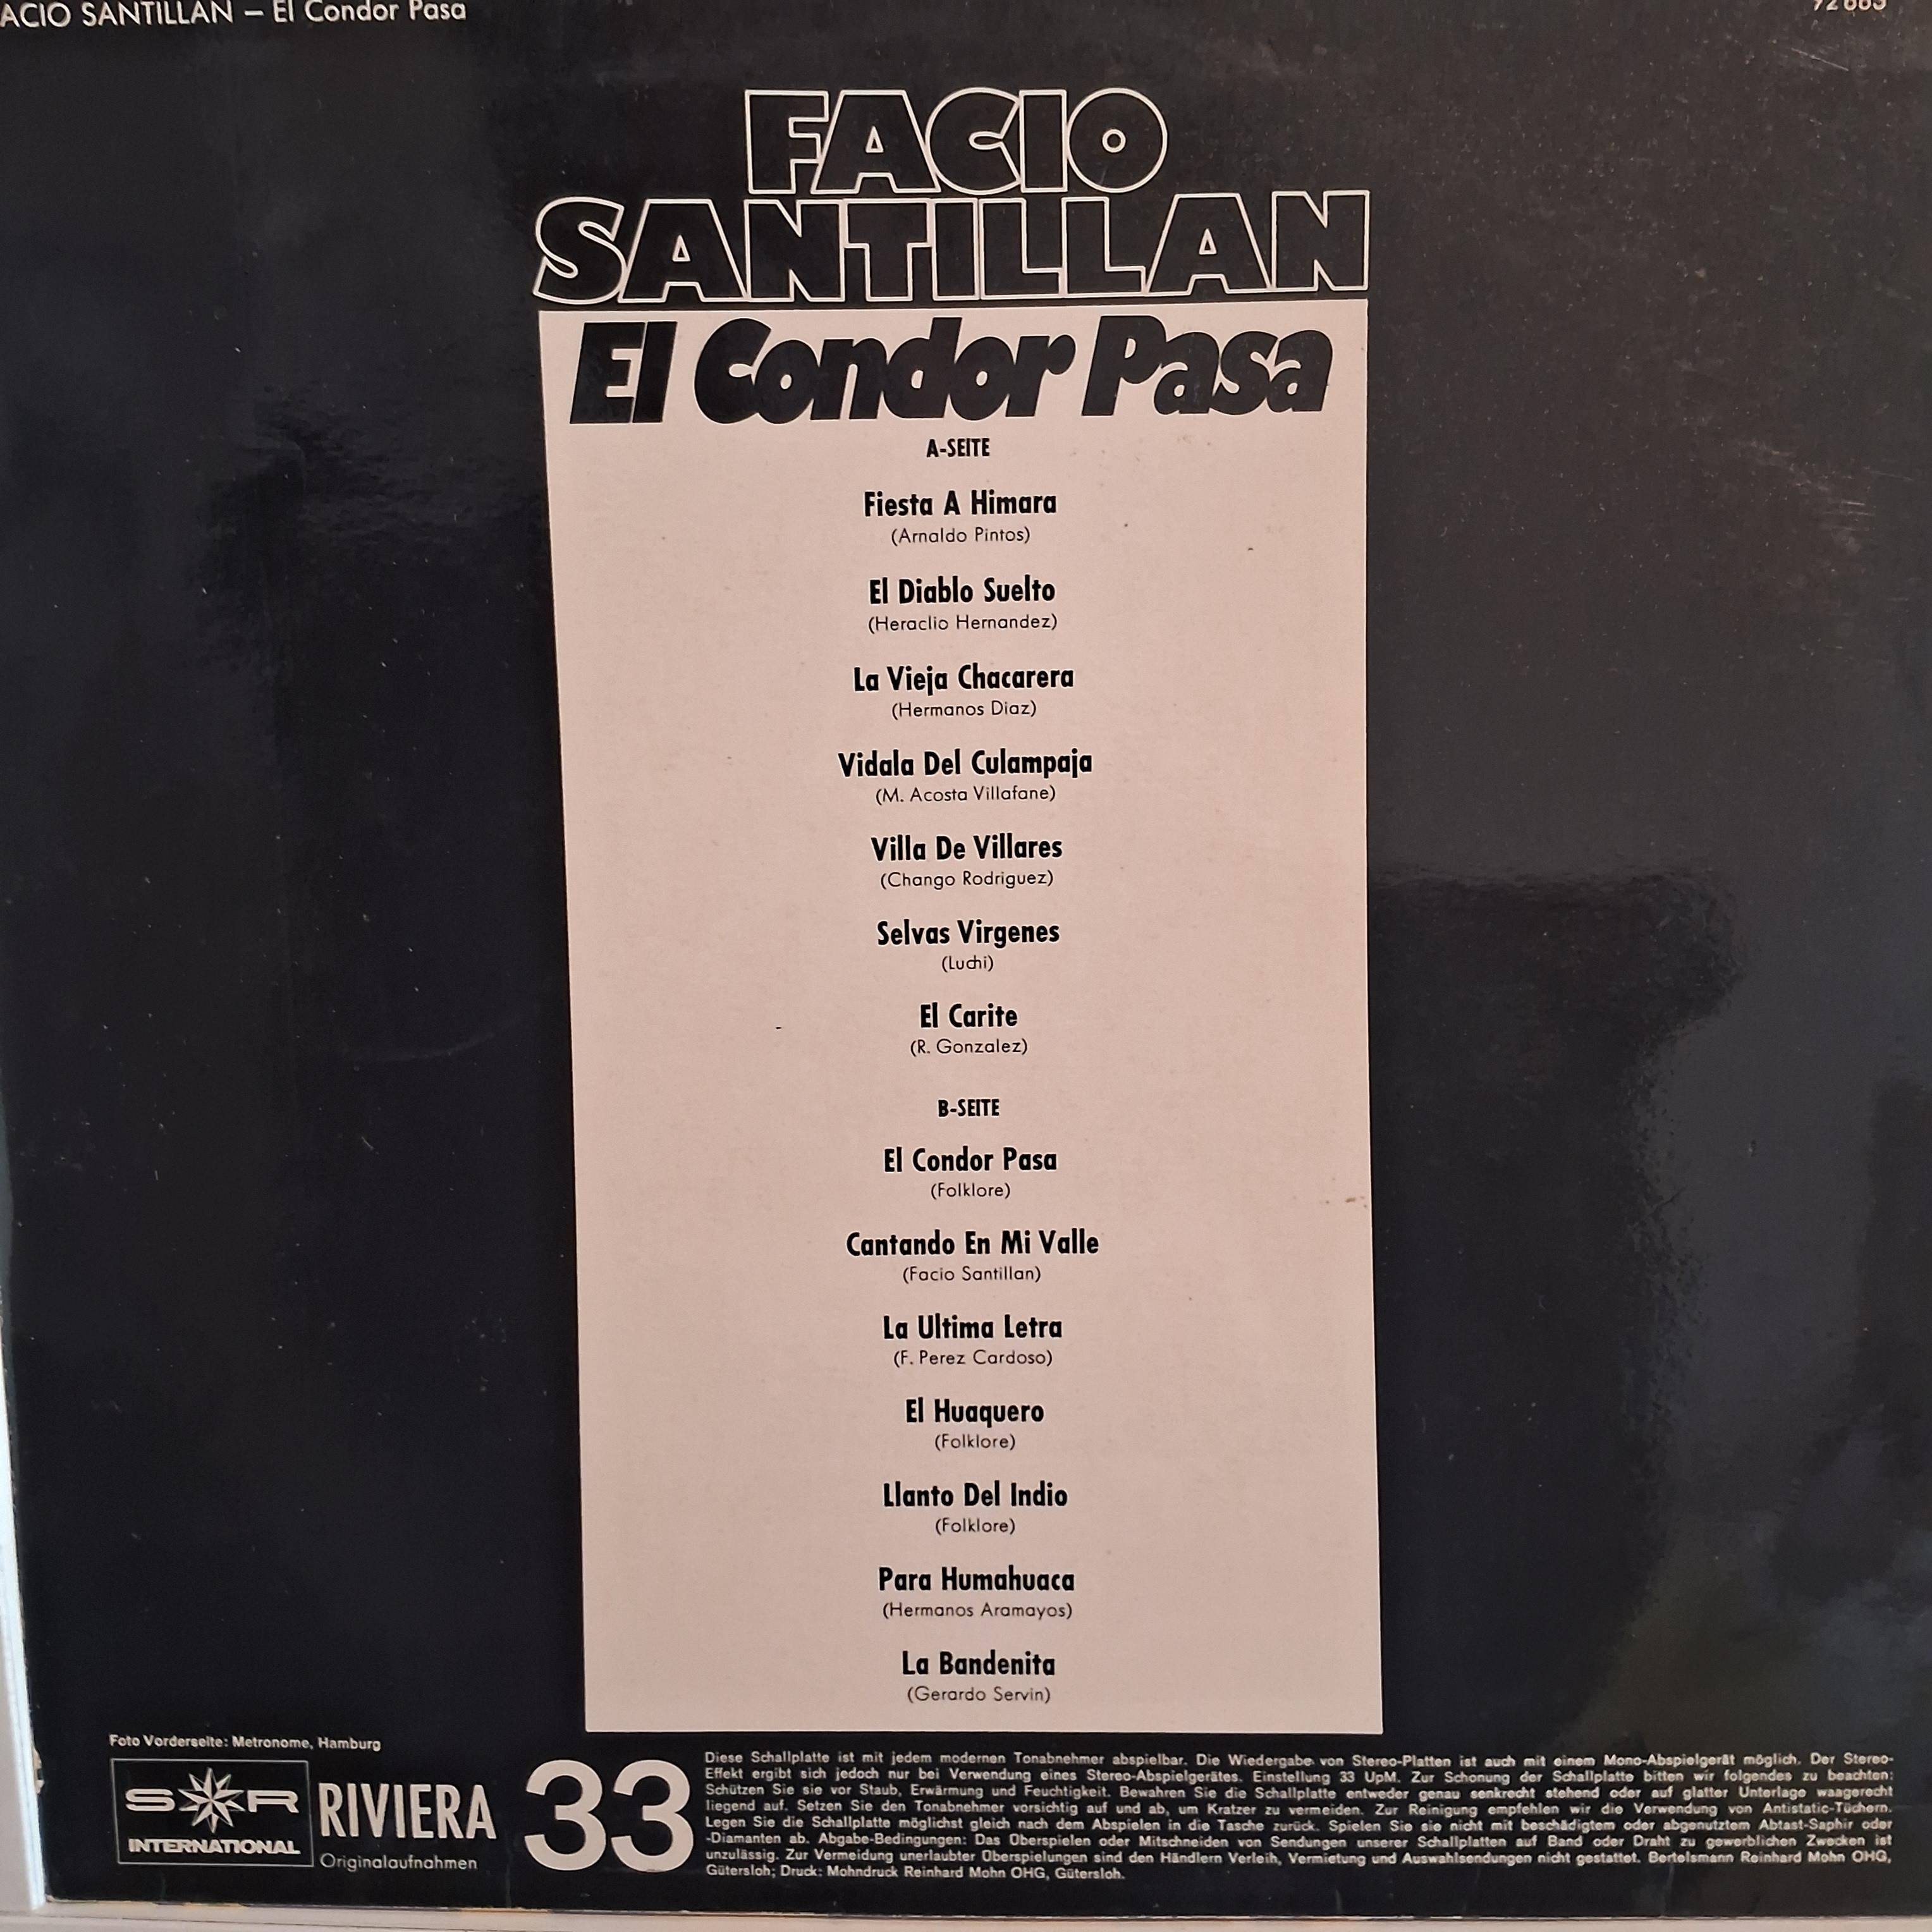 ACIO SANTILLAN – El Condor Pasa
FACIO
SANTILLAN
El Condor Pasa
A-SEITE
Fiesta A Himara
(Arnaldo Pintos)
El Diablo Suelto
(Heraclio Hernandez)
La Vieja Chacarera
(Hermanos Diaz)
Vidala Del Culampaja
(M. Acosta Villafane)
Villa De Villares
(Chango Rodriguez)
Selvas Virgenes
(Luchi)
El Carite
(R. Gonzalez)
B-SEITE
El Condor Pasa
(Folklore)
Cantando En Mi Valle
(Facio Santillan)
La Ultima Letra
(F. Perez Cardoso)
El Huaquero
(Folklore)
Llanto Del Indio
(Folklore)
Para Humahuaca
(Hermanos Aramayos)
La Bandenita
(Gerardo Servin)
Foto Vorderseite: Metronome, Hamburg
S R
INTERNATIONAL
RIVIERA
Originalaufnahmen
33
Diese Schallplatte ist mit jedem modernen Tonabnehmer abspielbar. Die Wiedergabe von Stereo-Platten ist auch mit einem Mono-Abspielgerät möglich. Der Stereo-
Effekt ergibt sich jedoch nur bei Verwendung eines Stereo-Abspielgerätes. Einstellung 33 UpM. Zur Schonung der Schallplatte bitten wir folgendes zu beachten:
Schützen Sie sie vor Staub, Erwärmung und Feuchtigkeit. Bewahren Sie die Schallplatte entweder genau senkrecht stehend oder auf glatter Unterlage waagerecht
liegend auf. Setzen Sie den Tonabnehmer vorsichtig auf und ab, um Kratzer zu vermeiden. Zur Reinigung empfehlen wir die Verwendung von Antistatic-Tüchern.
Legen Sie die Schallplatte möglichst gleich nach dem Abspielen in die Tasche zurück. Spielen Sie sie nicht mit beschädigtem oder abgenutztem Abtast-Saphir oder
-Diamanten ab. Abgabe-Bedingungen: Das Überspielen oder Mitschneiden von Sendungen unserer Schallplatten auf Band oder Draht zu gewerblichen Zwecken ist
unzulässig. Zur Vermeidung unerlaubter Überspielungen sind den Händlern Verleih, Vermietung und Auswahlsendungen nicht gestattet. Bertelsmann Reinhard Mohn OHG,
Gütersloh; Druck: Mohndruck Reinhard Mohn OHG, Gütersloh.